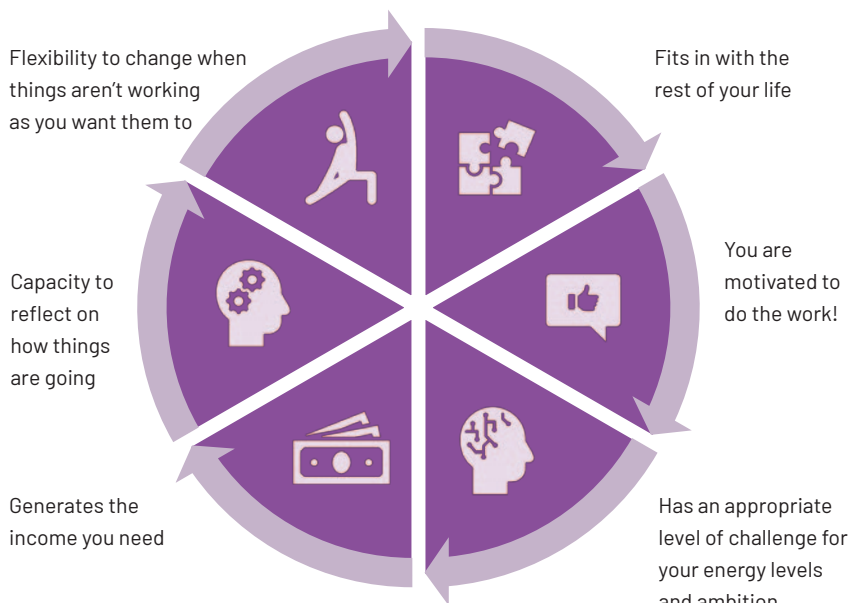 Flexibility to change when
things aren’t working
as you want them to
Fits in with the
rest of your life
You are
motivated to
do the work!
Capacity to
reflect on
how things
are going
Generates the
income you need
Has an appropriate
level of challenge for
your energy levels
and ambition